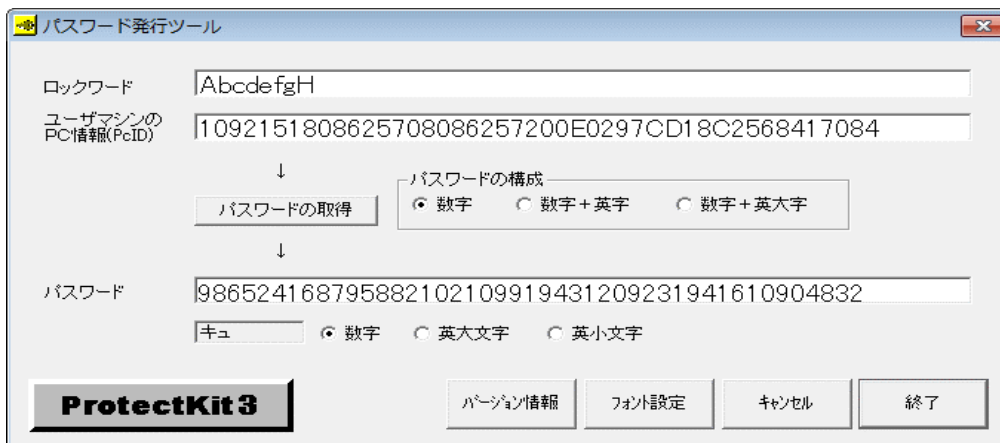 パスワード発行ツール
ロックワード AbcdefgH
ユーザマシンの
PC情報(PcID) 1092151808625708086257200E0297CD18C2568417084
↓
パスワードの構成
パスワードの取得 数字 数字+英字 数字+英大字
↓
パスワード 986524168795882102109919431209231941610904832
キュ 数字 英大文字 英小文字
ProtectKit3 バージョン情報 フォント設定 キャンセル 終了